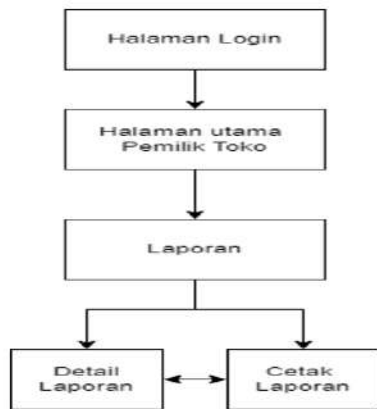 Halaman Login
Halaman utama
Pemilik Toko
Laporan
Detail
Laporan
Cetak
Laporan